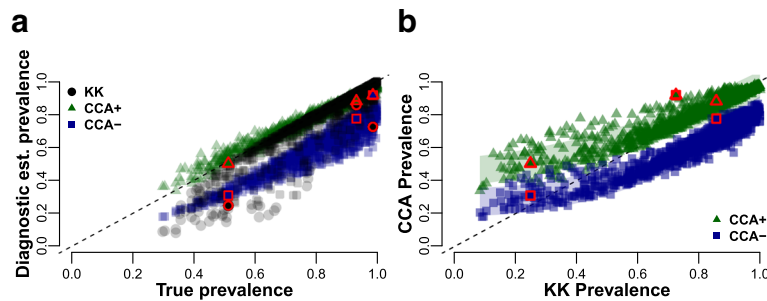 a
Diagnostic est. prevalence
1.0
0.8
0.6
0.4
0.2
0.0
KK
CCA+
CCA−
0.0 0.2 0.4 0.6 0.8 1.0
True prevalence
b
CCA Prevalence
1.0
0.8
0.6
0.4
0.2
0.0
CCA+
CCA−
0.0 0.2 0.4 0.6 0.8 1.0
KK Prevalence